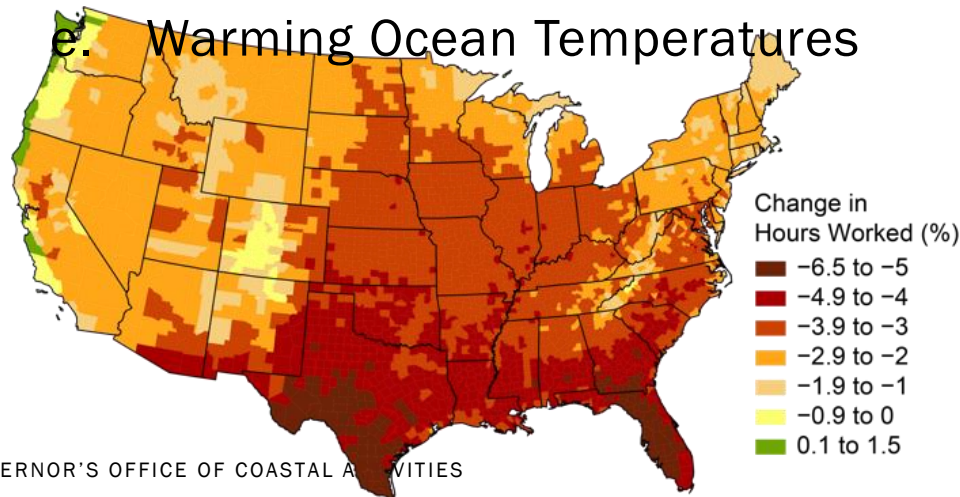 e. Warming Ocean Temperatures
Change in
Hours Worked (%)
−6.5 to −5
−4.9 to −4
−3.9 to −3
−2.9 to −2
−1.9 to −1
−0.9 to 0
0.1 to 1.5
ERNOR'S OFFICE OF COASTAL